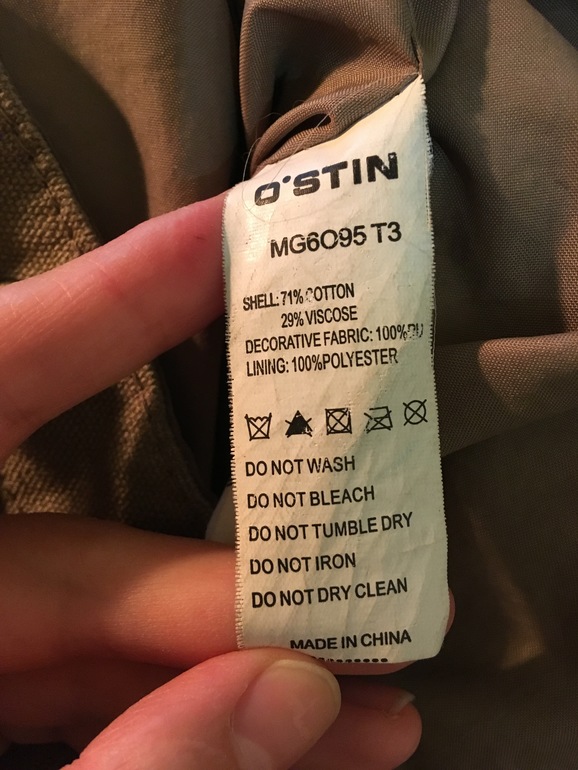 O'STIN
MG6O95 T3
SHELL: 71% COTTON
29% VISCOSE
DECORATIVE FABRIC: 100%PU
LINING: 100%POLYESTER
DO NOT WASH
DO NOT BLEACH
DO NOT TUMBLE DRY
DO NOT IRON
DO NOT DRY CLEAN
MADE IN CHINA